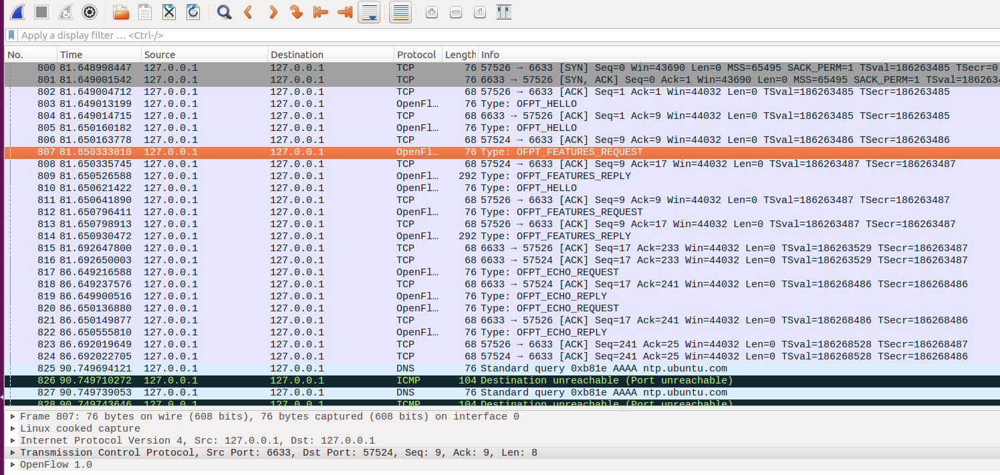 Apply a display filter … <Ctrl-/>
No. Time Source Destination Protocol Length Info
800 81.648998447 127.0.0.1 127.0.0.1 TCP 76 57526 → 6633 [SYN] Seq=0 Win=43690 Len=0 MSS=65495 SACK_PERM=1 TSval=186263485 TSecr=0
801 81.649001542 127.0.0.1 127.0.0.1 TCP 76 6633 → 57526 [SYN, ACK] Seq=0 Ack=1 Win=43690 Len=0 MSS=65495 SACK_PERM=1 TSval=1862634
802 81.649004712 127.0.0.1 127.0.0.1 TCP 68 57526 → 6633 [ACK] Seq=1 Ack=1 Win=44032 Len=0 TSval=186263485 TSecr=186263485
803 81.649013199 127.0.0.1 127.0.0.1 OpenFl… 76 Type: OFPT_HELLO
804 81.649014715 127.0.0.1 127.0.0.1 TCP 68 6633 → 57526 [ACK] Seq=1 Ack=9 Win=44032 Len=0 TSval=186263485 TSecr=186263485
805 81.650160182 127.0.0.1 127.0.0.1 OpenFl… 76 Type: OFPT_HELLO
806 81.650163778 127.0.0.1 127.0.0.1 TCP 68 57524 → 6633 [ACK] Seq=9 Ack=9 Win=44032 Len=0 TSval=186263486 TSecr=186263486
807 81.650333010 127.0.0.1 127.0.0.1 OpenFl… 76 Type: OFPT_FEATURES_REQUEST
808 81.650335745 127.0.0.1 127.0.0.1 TCP 68 57524 → 6633 [ACK] Seq=9 Ack=17 Win=44032 Len=0 TSval=186263487 TSecr=186263487
809 81.650526588 127.0.0.1 127.0.0.1 OpenFl… 292 Type: OFPT_FEATURES_REPLY
810 81.650621422 127.0.0.1 127.0.0.1 OpenFl… 76 Type: OFPT_HELLO
811 81.650641890 127.0.0.1 127.0.0.1 TCP 68 57526 → 6633 [ACK] Seq=9 Ack=9 Win=44032 Len=0 TSval=186263487 TSecr=186263487
812 81.650796411 127.0.0.1 127.0.0.1 OpenFl… 76 Type: OFPT_FEATURES_REQUEST
813 81.650798913 127.0.0.1 127.0.0.1 TCP 68 57526 → 6633 [ACK] Seq=9 Ack=17 Win=44032 Len=0 TSval=186263487 TSecr=186263487
814 81.650930472 127.0.0.1 127.0.0.1 OpenFl… 292 Type: OFPT_FEATURES_REPLY
815 81.692647800 127.0.0.1 127.0.0.1 TCP 68 6633 → 57526 [ACK] Seq=17 Ack=233 Win=44032 Len=0 TSval=186263529 TSecr=186263487
816 81.692650003 127.0.0.1 127.0.0.1 TCP 68 6633 → 57524 [ACK] Seq=17 Ack=233 Win=44032 Len=0 TSval=186263529 TSecr=186263487
817 86.649216588 127.0.0.1 127.0.0.1 OpenFl… 76 Type: OFPT_ECHO_REQUEST
818 86.649237576 127.0.0.1 127.0.0.1 TCP 68 6633 → 57524 [ACK] Seq=17 Ack=241 Win=44032 Len=0 TSval=186268486 TSecr=186268486
819 86.649900516 127.0.0.1 127.0.0.1 OpenFl… 76 Type: OFPT_ECHO_REPLY
820 86.650136880 127.0.0.1 127.0.0.1 OpenFl… 76 Type: OFPT_ECHO_REQUEST
821 86.650149877 127.0.0.1 127.0.0.1 TCP 68 6633 → 57526 [ACK] Seq=17 Ack=241 Win=44032 Len=0 TSval=186268486 TSecr=186268486
822 86.650555810 127.0.0.1 127.0.0.1 OpenFl… 76 Type: OFPT_ECHO_REPLY
823 86.692019649 127.0.0.1 127.0.0.1 TCP 68 57526 → 6633 [ACK] Seq=241 Ack=25 Win=44032 Len=0 TSval=186268528 TSecr=186268487
824 86.692022705 127.0.0.1 127.0.0.1 TCP 68 57524 → 6633 [ACK] Seq=241 Ack=25 Win=44032 Len=0 TSval=186268528 TSecr=186268486
825 90.749694121 127.0.0.1 127.0.0.1 DNS 76 Standard query 0xb81e AAAA ntp.ubuntu.com
826 90.749710272 127.0.0.1 127.0.0.1 ICMP 104 Destination unreachable (Port unreachable)
827 90.749739053 127.0.0.1 127.0.0.1 DNS 76 Standard query 0xb81e AAAA ntp.ubuntu.com
828 90.749743646 127.0.0.1 127.0.0.1 ICMP 104 Destination unreachable (Port unreachable)
Frame 807: 76 bytes on wire (608 bits), 76 bytes captured (608 bits) on interface 0
Linux cooked capture
Internet Protocol Version 4, Src: 127.0.0.1, Dst: 127.0.0.1
Transmission Control Protocol, Src Port: 6633, Dst Port: 57524, Seq: 9, Ack: 9, Len: 8
OpenFlow 1.0